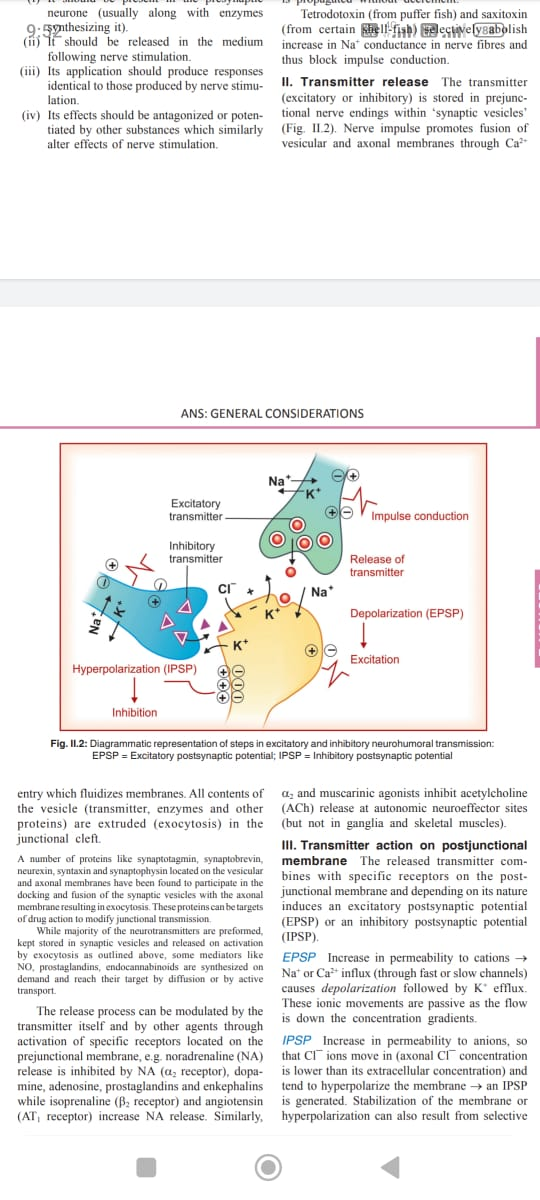 neurone (usually along with enzymes
9:52
synthesizing it).
(ii) It should be released in the medium
following nerve stimulation.
(iii) Its application should produce responses
identical to those produced by nerve stimu-
lation.
(iv) Its effects should be antagonized or poten-
tiated by other substances which similarly
alter effects of nerve stimulation.
Tetrodotoxin (from puffer fish) and saxitoxin
(from certain shell-fish) selectively abolish
increase in Na⁺ conductance in nerve fibres and
thus block impulse conduction.
II. Transmitter release The transmitter
(excitatory or inhibitory) is stored in prejunc-
tional nerve endings within ‘synaptic vesicles’
(Fig. II.2). Nerve impulse promotes fusion of
vesicular and axonal membranes through Ca²⁺
ANS: GENERAL CONSIDERATIONS
Na⁺
K⁺
Excitatory
transmitter
Impulse conduction
Inhibitory
transmitter
Release of
transmitter
Cl⁻
Na⁺
K⁺
Na⁺
K⁺
Depolarization (EPSP)
K⁺
Excitation
Hyperpolarization (IPSP)
Inhibition
Fig. II.2: Diagrammatic representation of steps in excitatory and inhibitory neurohumoral transmission:
EPSP = Excitatory postsynaptic potential; IPSP = Inhibitory postsynaptic potential
entry which fluidizes membranes. All contents of
the vesicle (transmitter, enzymes and other
proteins) are extruded (exocytosis) in the
junctional cleft.
A number of proteins like synaptotagmin, synaptobrevin,
neurexin, syntaxin and synaptophysin located on the vesicular
and axonal membranes have been found to participate in the
docking and fusion of the synaptic vesicles with the axonal
membrane resulting in exocytosis. These proteins can be targets
of drug action to modify junctional transmission.
While majority of the neurotransmitters are preformed,
kept stored in synaptic vesicles and released on activation
by exocytosis as outlined above, some mediators like
NO, prostaglandins, endocannabinoids are synthesized on
demand and reach their target by diffusion or by active
transport.
The release process can be modulated by the
transmitter itself and by other agents through
activation of specific receptors located on the
prejunctional membrane, e.g. noradrenaline (NA)
release is inhibited by NA (α₂ receptor), dopa-
mine, adenosine, prostaglandins and enkephalins
while isoprenaline (β₂ receptor) and angiotensin
(AT₁ receptor) increase NA release. Similarly,
α₂ and muscarinic agonists inhibit acetylcholine
(ACh) release at autonomic neuroeffector sites
(but not in ganglia and skeletal muscles).
III. Transmitter action on postjunctional
membrane The released transmitter com-
bines with specific receptors on the post-
junctional membrane and depending on its nature
induces an excitatory postsynaptic potential
(EPSP) or an inhibitory postsynaptic potential
(IPSP).
EPSP Increase in permeability to cations →
Na⁺ or Ca²⁺ influx (through fast or slow channels)
causes depolarization followed by K⁺ efflux.
These ionic movements are passive as the flow
is down the concentration gradients.
IPSP Increase in permeability to anions, so
that Cl⁻ ions move in (axonal Cl⁻ concentration
is lower than its extracellular concentration) and
tend to hyperpolarize the membrane → an IPSP
is generated. Stabilization of the membrane or
hyperpolarization can also result from selective